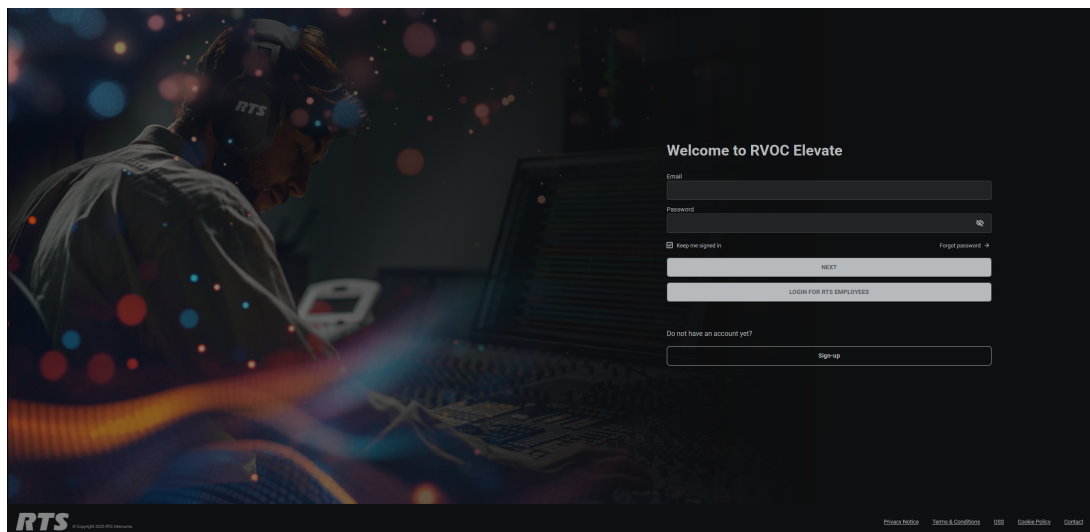 RTS
Welcome to RVOC Elevate
Email
Password
Keep me signed in
Forgot password →
NEXT
LOGIN FOR RTS EMPLOYEES
Do not have an account yet?
Sign-up
RTS
Privacy Notice
Terms & Conditions
OSS
Cookie Policy
Contact